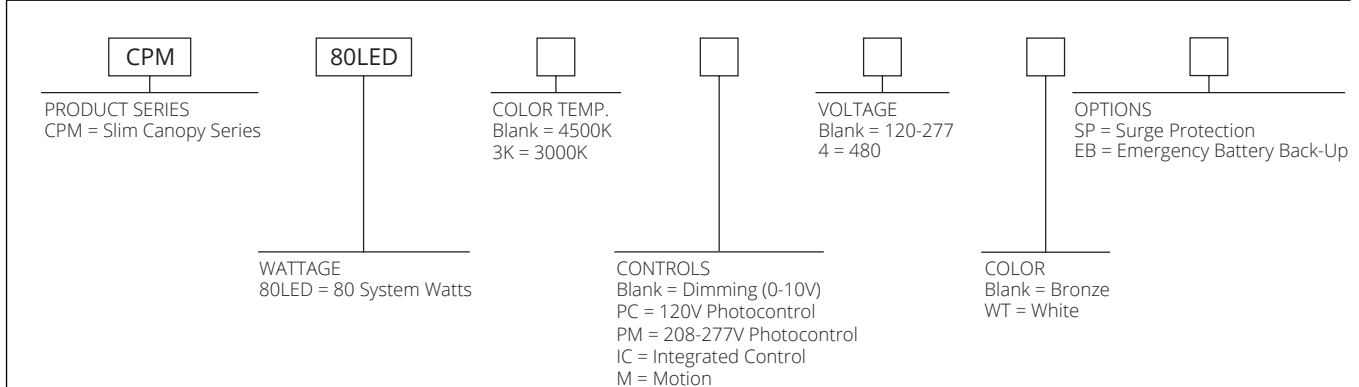 CPM
80LED
PRODUCT SERIES
CPM = Slim Canopy Series
COLOR TEMP.
Blank = 4500K
3K = 3000K
VOLTAGE
Blank = 120-277
4 = 480
OPTIONS
SP = Surge Protection
EB = Emergency Battery Back-Up
WATTAGE
80LED = 80 System Watts
CONTROLS
Blank = Dimming (0-10V)
PC = 120V Photocontrol
PM = 208-277V Photocontrol
IC = Integrated Control
M = Motion
COLOR
Blank = Bronze
WT = White